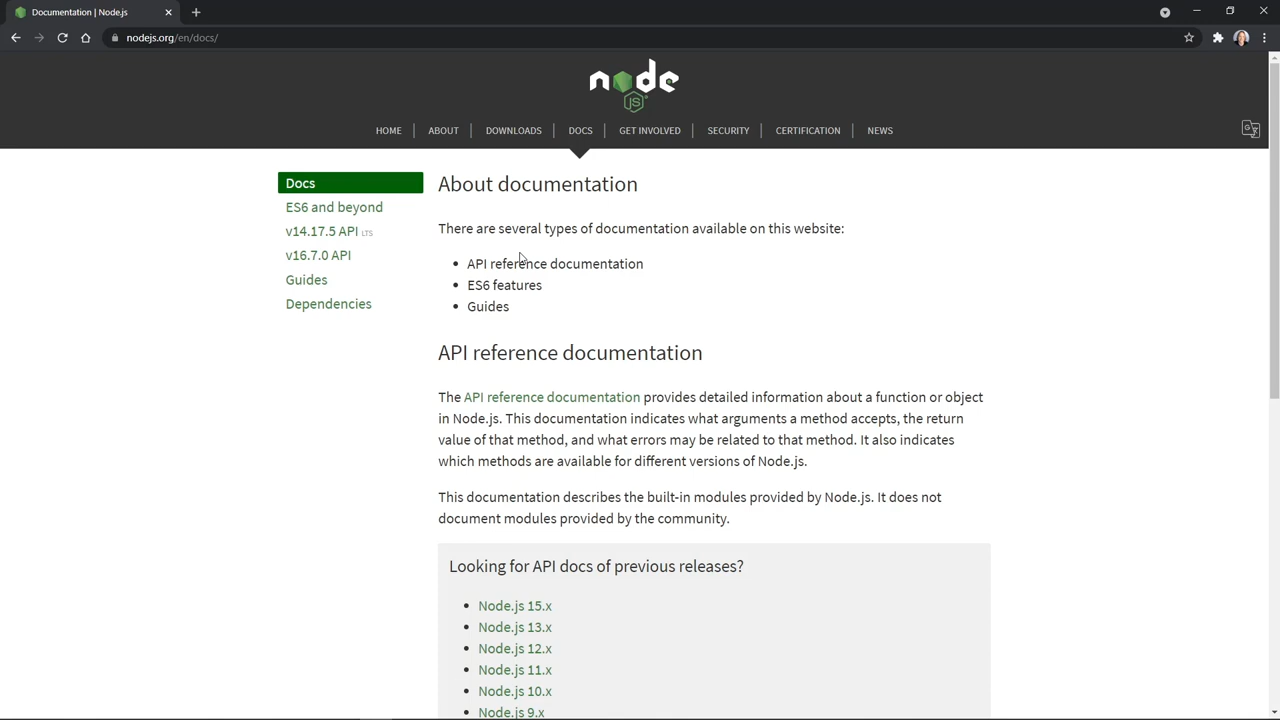 Documentation | Node.js
nodejs.org/en/docs/
node
JS
HOME | ABOUT | DOWNLOADS | DOCS | GET INVOLVED | SECURITY | CERTIFICATION | NEWS
Docs
ES6 and beyond
v14.17.5 API LTS
v16.7.0 API
Guides
Dependencies
About documentation
There are several types of documentation available on this website:
• API reference documentation
• ES6 features
• Guides
API reference documentation
The API reference documentation provides detailed information about a function or object
in Node.js. This documentation indicates what arguments a method accepts, the return
value of that method, and what errors may be related to that method. It also indicates
which methods are available for different versions of Node.js.
This documentation describes the built-in modules provided by Node.js. It does not
document modules provided by the community.
Looking for API docs of previous releases?
• Node.js 15.x
• Node.js 13.x
• Node.js 12.x
• Node.js 11.x
• Node.js 10.x
• Node.js 9.x